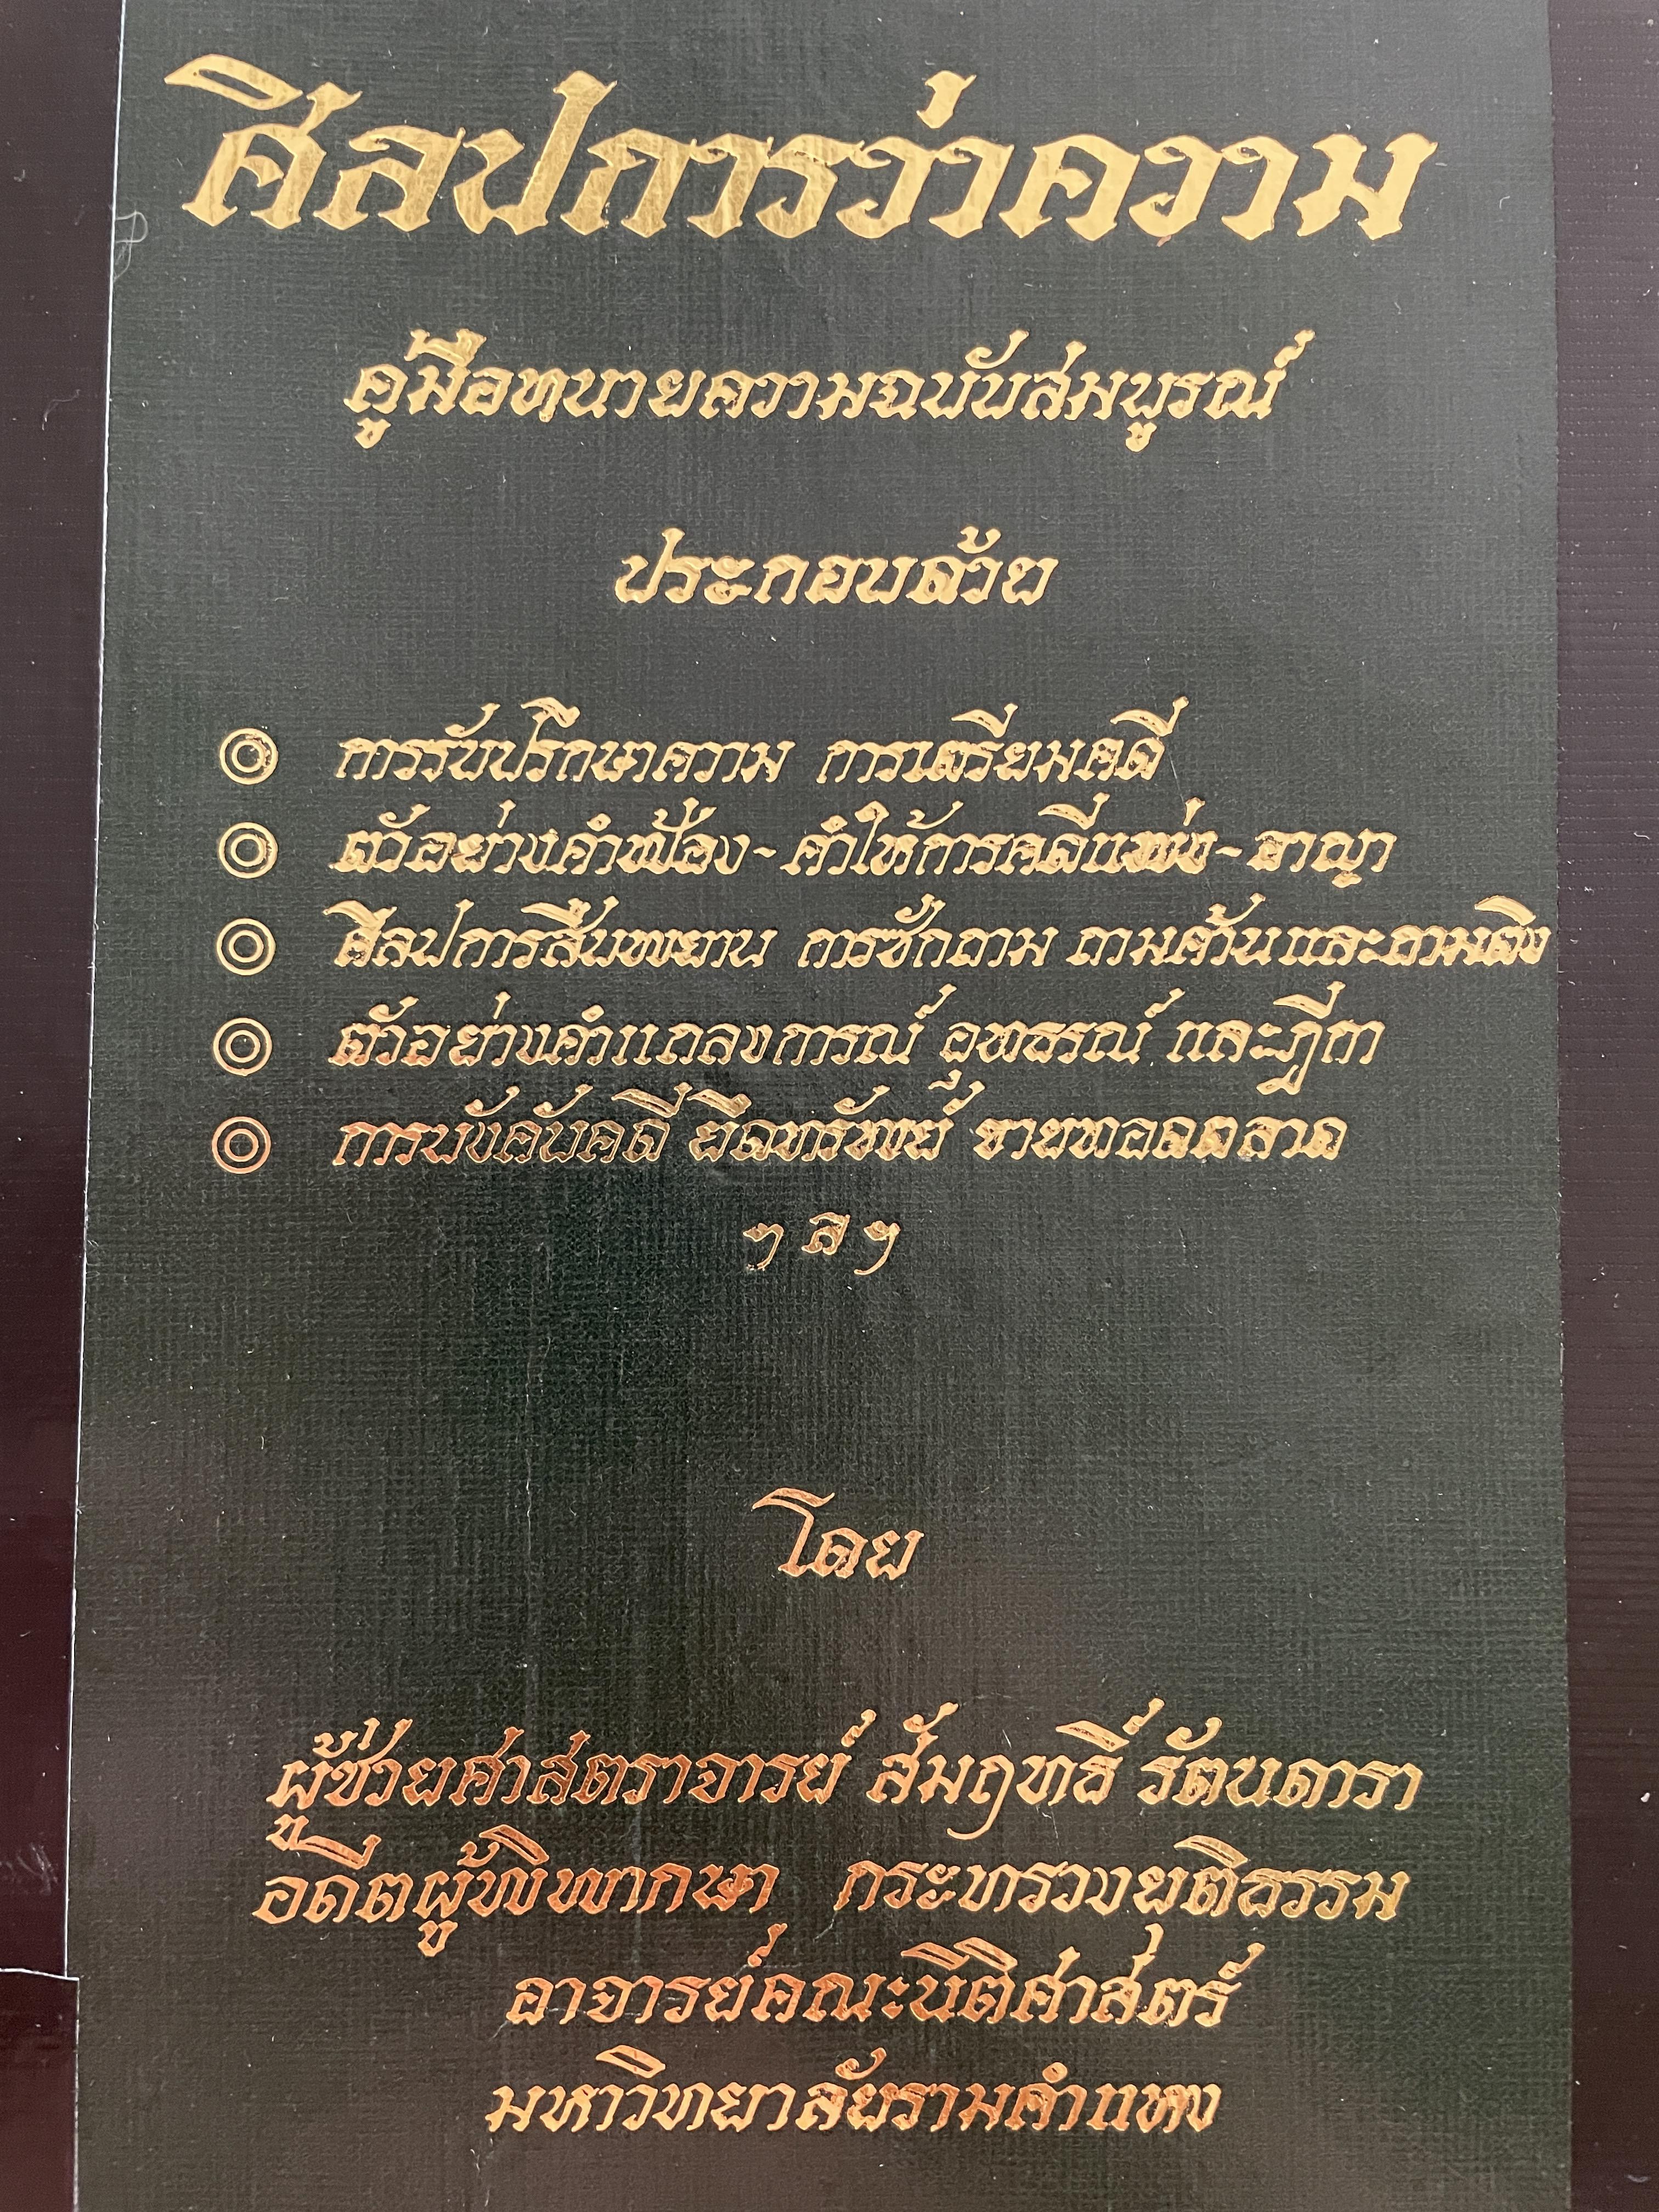 ศิลปการว่าความ
คู่มือทนายความฉบับสมบูรณ์
ประกอบด้วย
◎ การรับปรึกษาความ การเตรียมคดี
◎ ตัวอย่างคำฟ้อง-คำให้การคดีแพ่ง-อาญา
◎ ศิลปการสืบพยาน การซักถาม ถามค้านและถามติง
◎ ตัวอย่างคำแถลงการณ์ อุทธรณ์ และฎีกา
◎ การบังคับคดี ยึดทรัพย์ ขายทอดตลาด
ฯ ล ฯ
โดย
ผู้ช่วยศาสตราจารย์ สัมฤทธิ์ รัตนดารา
อดีตผู้พิพากษา กระทรวงยุติธรรม
อาจารย์คณะนิติศาสตร์
มหาวิทยาลัยรามคำแหง